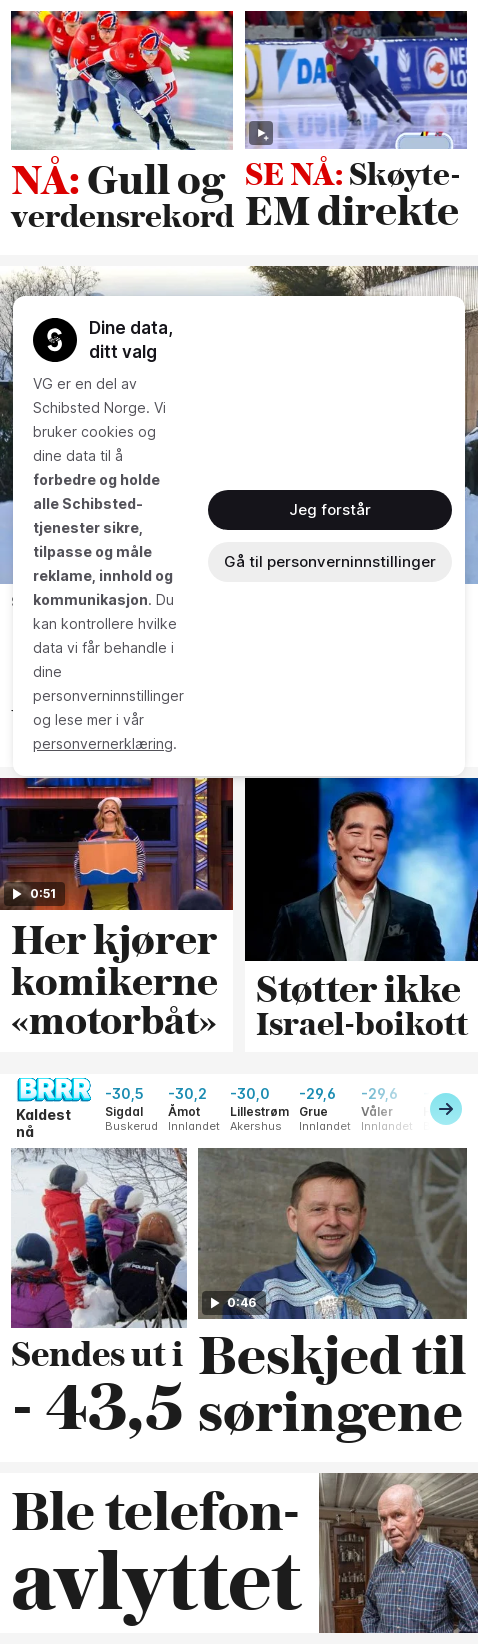 NÅ: Gull og
verdensrekord
SE NÅ: Skøyte-
EM direkte
Dine data,
ditt valg
VG er en del av
Schibsted Norge. Vi
bruker cookies og
dine data til å
forbedre og holde
alle Schibsted-
tjenester sikre,
tilpasse og måle
reklame, innhold og
kommunikasjon. Du
kan kontrollere hvilke
data vi får behandle i
dine
personverninnstillinger
og lese mer i vår
personvernerklæring.
Jeg forstår
Gå til personverninnstillinger
0:51
Her kjører
komikerne
«motorbåt»
Støtter ikke
Israel-boikott
BRRR
Kaldest
nå
-30,5
Sigdal
Buskerud
-30,2
Åmot
Innlandet
-30,0
Lillestrøm
Akershus
-29,6
Grue
Innlandet
-29,6
Våler
Innlandet
0:46
Sendes ut i
- 43,5
Beskjed til
søringene
Ble telefon-
avlyttet